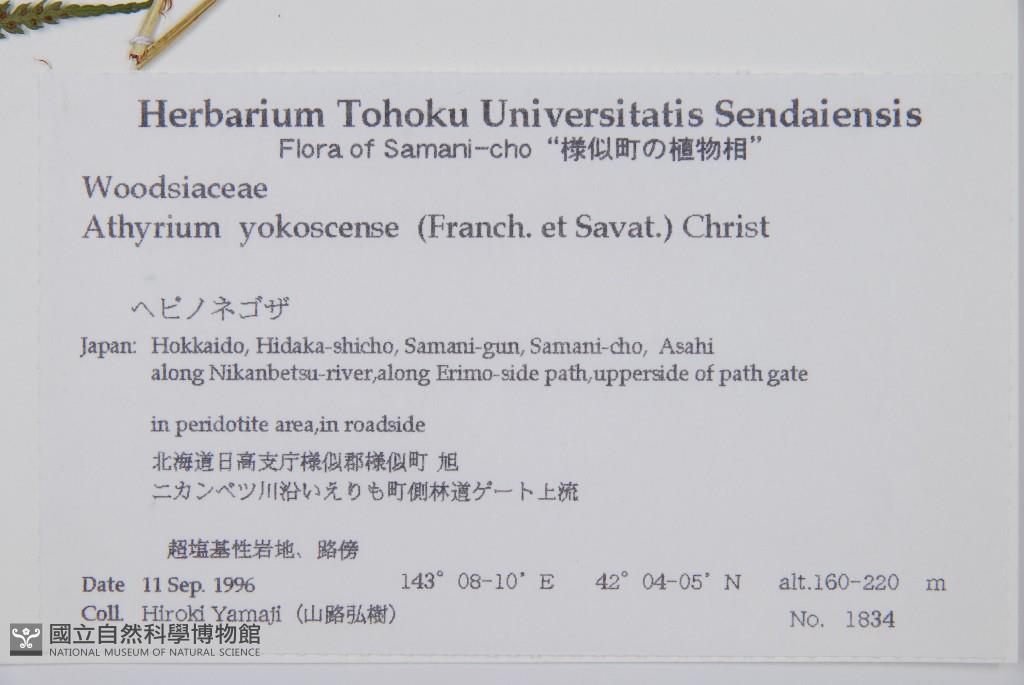 Herbarium Tohoku Universitatis Sendaiensis
Flora of Samani-cho “様似町の植物相”
Woodsiaceae
Athyrium yokoscense (Franch. et Savat.) Christ
ヘビノネゴザ
Japan: Hokkaido, Hidaka-shicho, Samani-gun, Samani-cho, Asahi
along Nikanbetsu-river,along Erimo-side path,upperside of path gate
in peridotite area,in roadside
北海道日高支庁様似郡様似町 旭
ニカンベツ川沿いえりも町側林道ゲート上流
超塩基性岩地、路傍
Date 11 Sep. 1996 143° 08-10’ E 42° 04-05’ N alt.160-220 m
Coll. Hiroki Yamaji (山路弘樹)
No. 1834
國立自然科學博物館
NATIONAL MUSEUM OF NATURAL SCIENCE